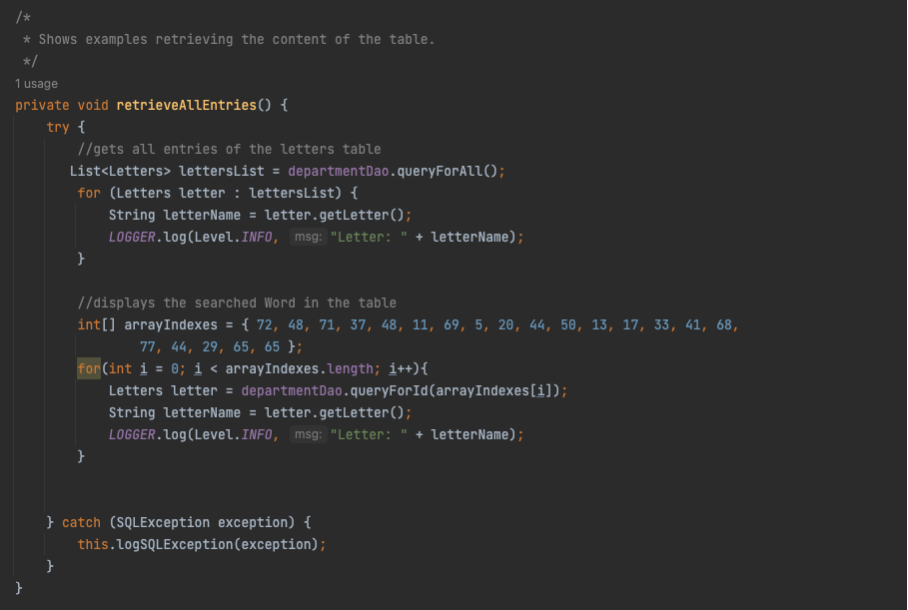 /*
 * Shows examples retrieving the content of the table.
 */
1 usage
private void retrieveAllEntries() {
    try {
        //gets all entries of the letters table
       List<Letters> lettersList = departmentDao.queryForAll();
        for (Letters letter : lettersList) {
            String letterName = letter.getLetter();
            LOGGER.log(Level.INFO, msg: "Letter: " + letterName);
        }

        //displays the searched Word in the table
        int[] arrayIndexes = { 72, 48, 71, 37, 48, 11, 69, 5, 20, 44, 50, 13, 17, 33, 41, 68,
                77, 44, 29, 65, 65 };
        for(int i = 0; i < arrayIndexes.length; i++){
            Letters letter = departmentDao.queryForId(arrayIndexes[i]);
            String letterName = letter.getLetter();
            LOGGER.log(Level.INFO, msg: "Letter: " + letterName);
        }


    } catch (SQLException exception) {
        this.logSQLException(exception);
    }
}